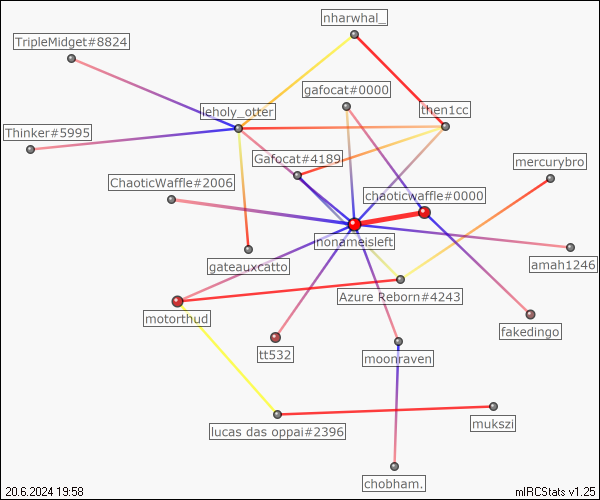 nharwhal_
TripleMidget#8824
gafocat#0000
leholy_otter
then1cc
Thinker#5995
Gafocat#4189
mercurybro
ChaoticWaffle#2006
chaoticwaffle#0000
nonameisleft
gateauxcatto
amah1246
Azure Reborn#4243
motorthud
fakedingo
tt532
moonraven
mukszi
lucas das oppai#2396
chobham.
20.6.2024 19:58
mIRCStats v1.25